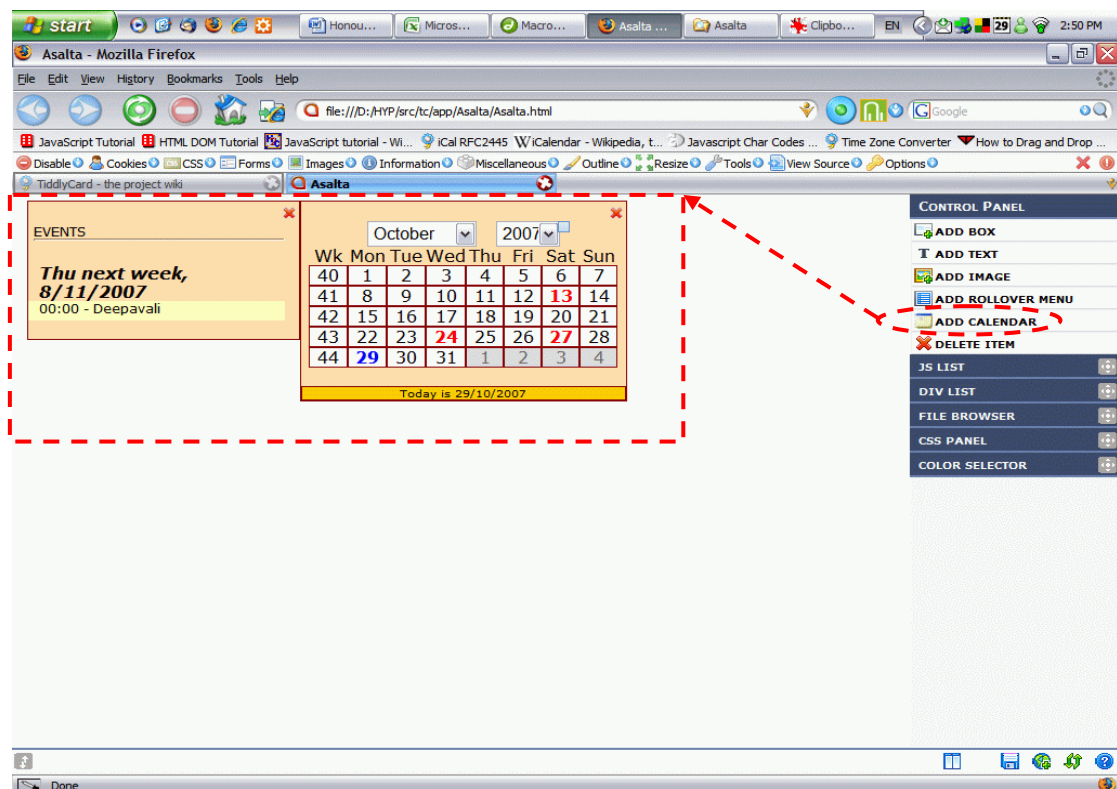 start Honou... Micros... Macro... Asalta ... Asalta Clipbo... EN 29 2:50 PM
Asalta - Mozilla Firefox
File Edit View History Bookmarks Tools Help
file:///D:/HYP/src/tc/app/Asalta/Asalta.html Google
JavaScript Tutorial HTML DOM Tutorial JavaScript tutorial - Wi... iCal RFC2445 iCalendar - Wikipedia, t... Javascript Char Codes ... Time Zone Converter How to Drag and Drop ...
Disable Cookies CSS Forms Images Information Miscellaneous Outline Resize Tools View Source Options
TiddlyCard - the project wiki Asalta
EVENTS
Thu next week,
8/11/2007
00:00 - Deepavali
October 2007
Wk Mon Tue Wed Thu Fri Sat Sun
40 1 2 3 4 5 6 7
41 8 9 10 11 12 13 14
42 15 16 17 18 19 20 21
43 22 23 24 25 26 27 28
44 29 30 31 1 2 3 4
Today is 29/10/2007
CONTROL PANEL
ADD BOX
T ADD TEXT
ADD IMAGE
ADD ROLLOVER MENU
ADD CALENDAR
DELETE ITEM
JS LIST
DIV LIST
FILE BROWSER
CSS PANEL
COLOR SELECTOR
Done